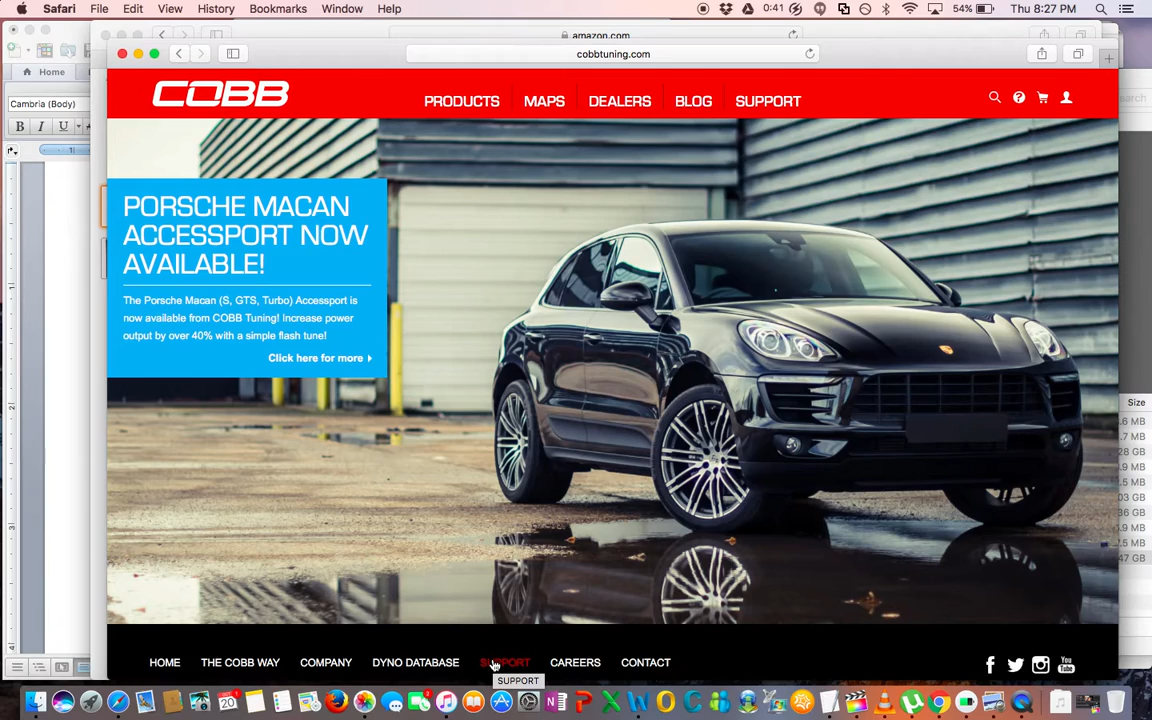 Safari File Edit View History Bookmarks Window Help
0:41 54% Thu 8:27 PM
amazon.com
cobbtuning.com
Home
Cambria (Body)
B I U
COBB
PRODUCTS MAPS DEALERS BLOG SUPPORT
PORSCHE MACAN
ACCESSPORT NOW
AVAILABLE!
The Porsche Macan (S, GTS, Turbo) Accessport is
now available from COBB Tuning! Increase power
output by over 40% with a simple flash tune!
Click here for more
Size
HOME THE COBB WAY COMPANY DYNO DATABASE SUPPORT CAREERS CONTACT
SUPPORT